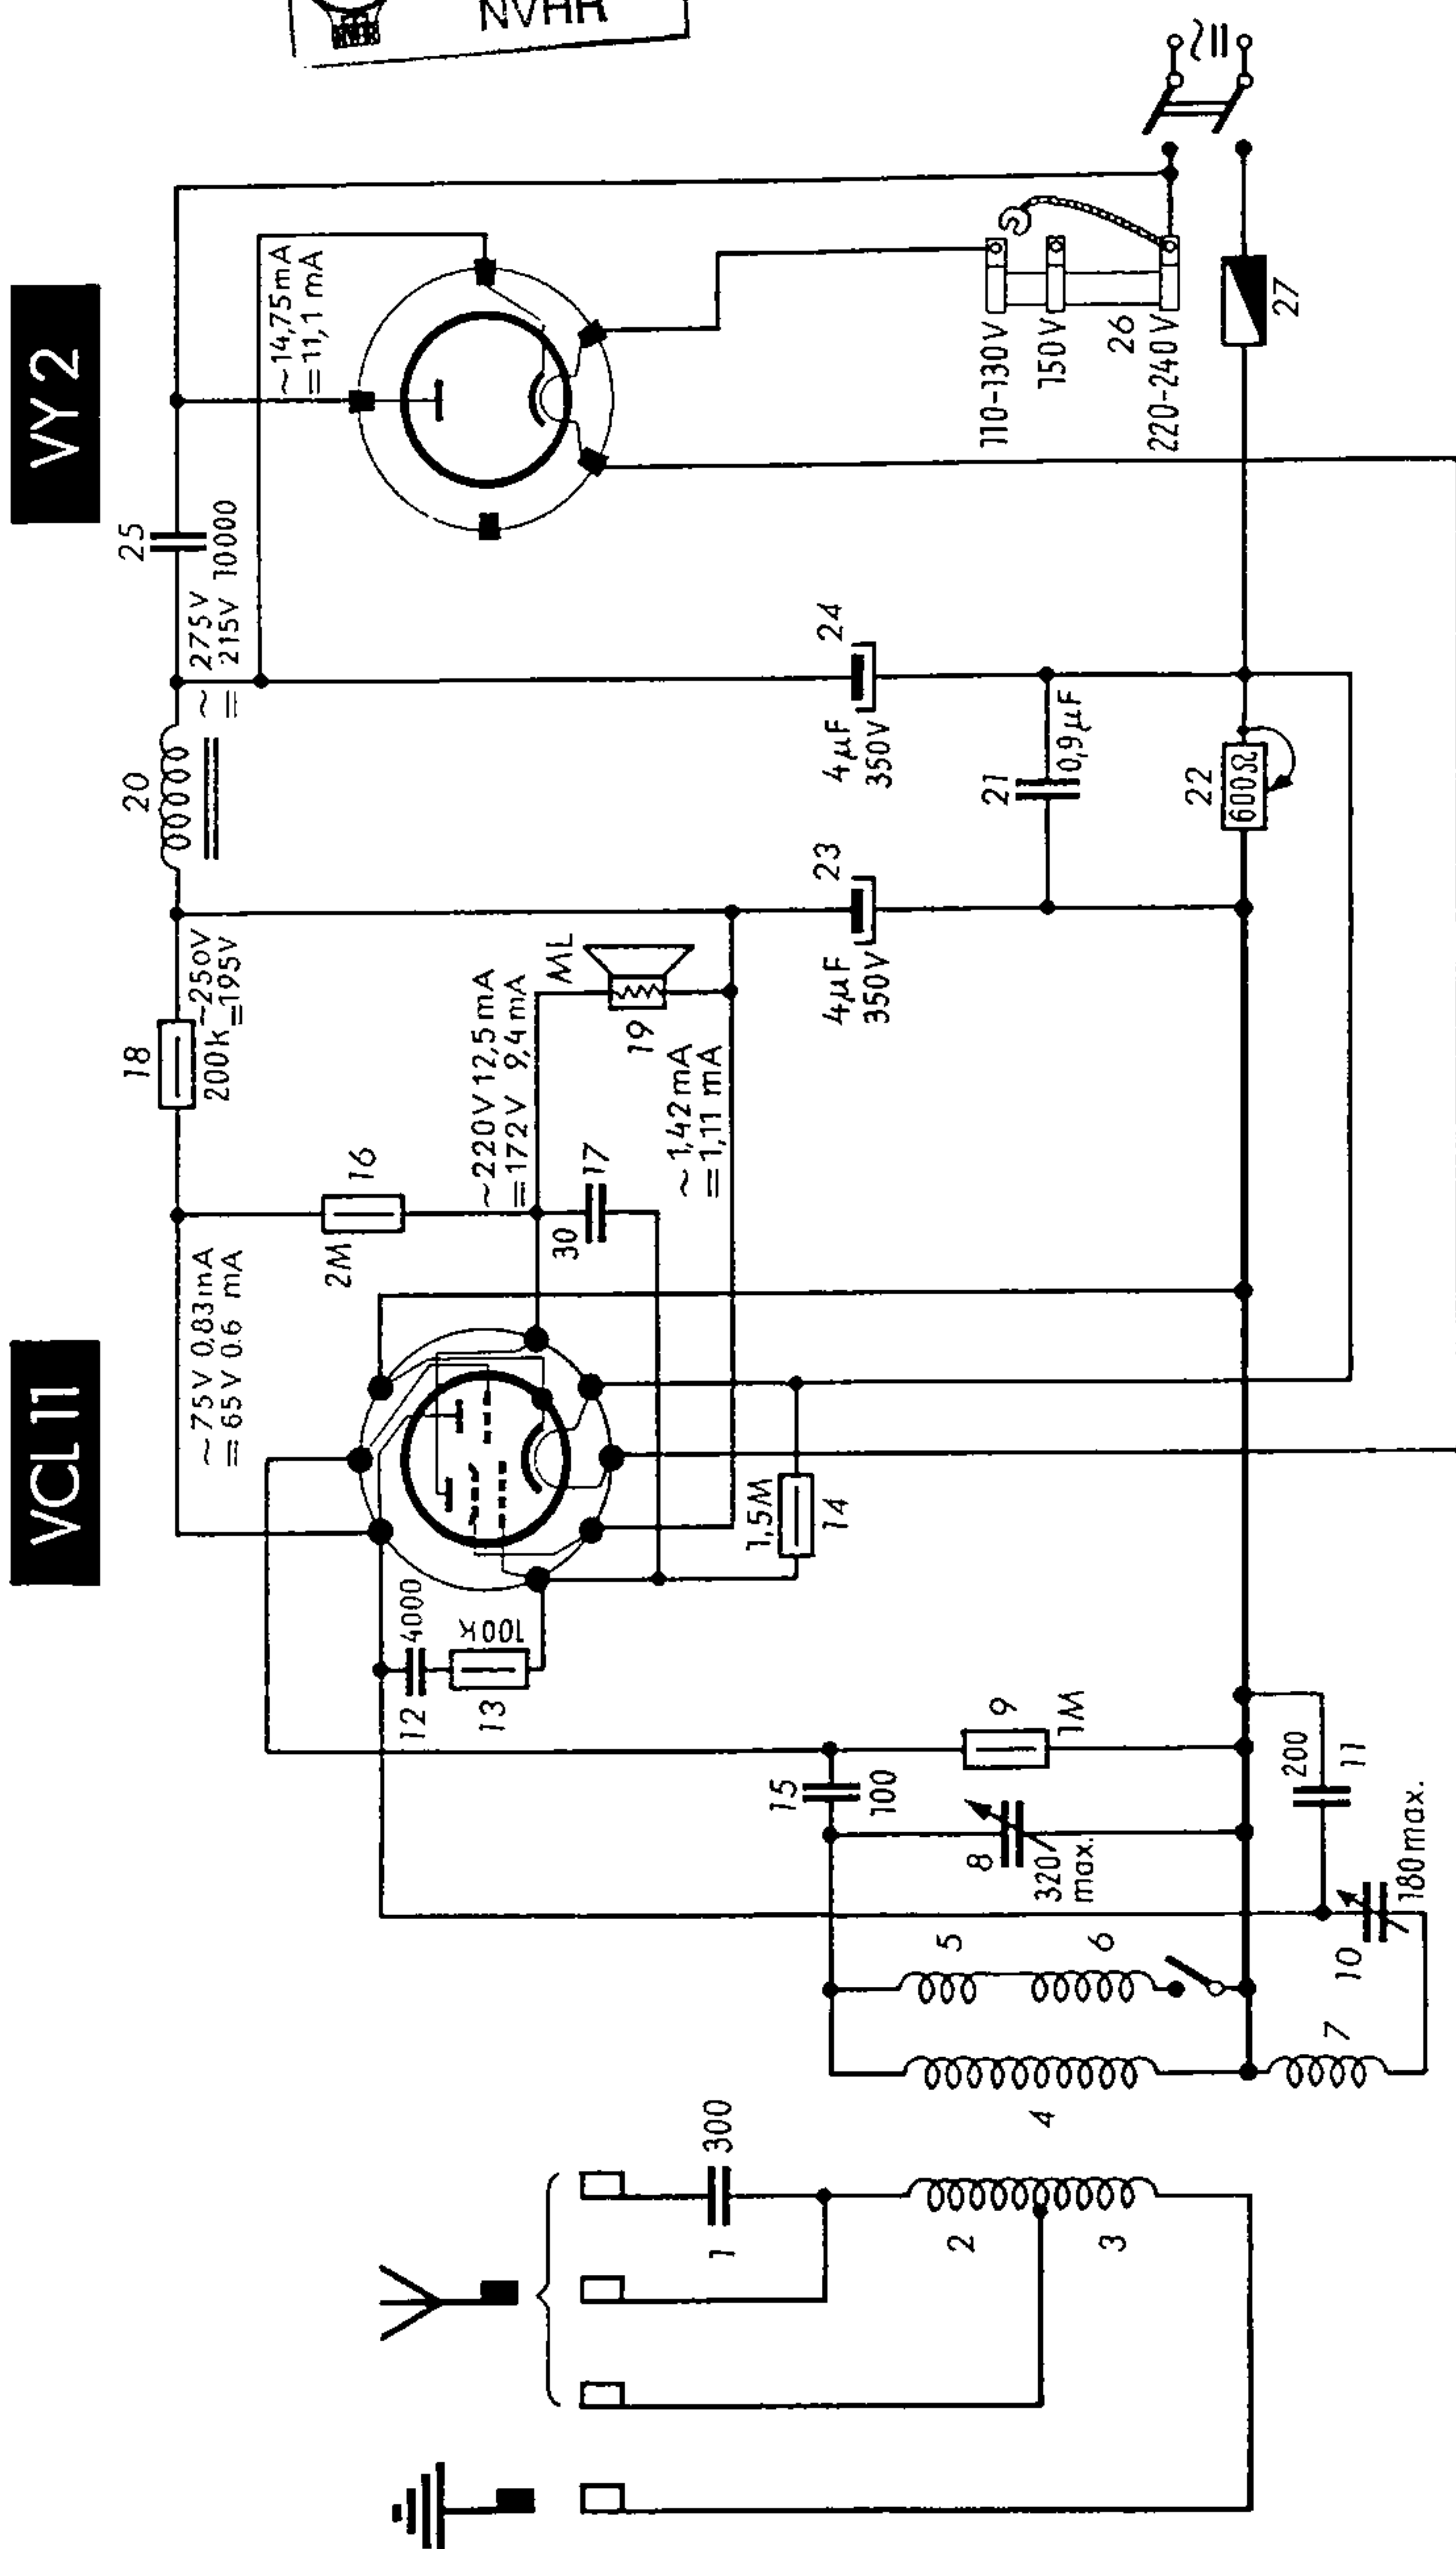 NVHR
VCL 11
VY 2
~75V 0,83mA
=65V 0.6 mA
18
200k
~250V
=195V
20
~275V
= 215V
25
10000
~14,75mA
=11,1 mA
16
2M
~220V 12,5mA
=172V 9,4mA
30
17
ML
19
~1,42mA
=1,11 mA
12
4000
13
100k
1,5M
14
15
100
9
1M
8
320
max.
5
6
4
7
10
180max.
200
11
1
300
2
3
23
4µF
350V
24
4µF
350V
21
0,9µF
22
600Ω
110-130V
150V
26
220-240V
27